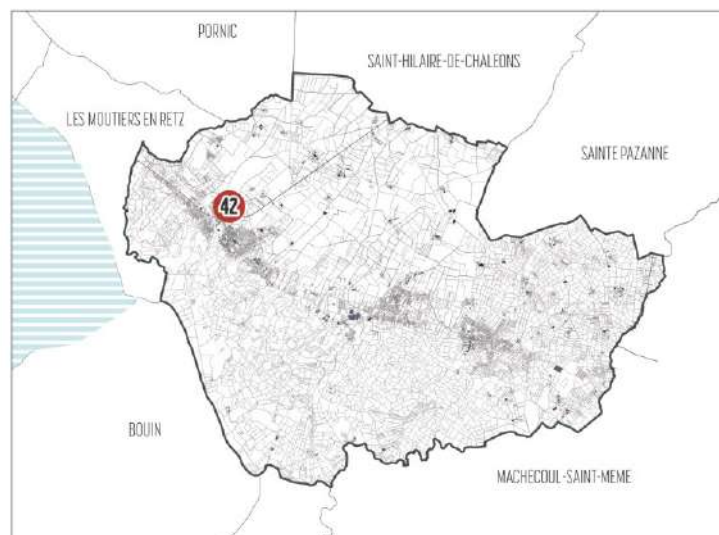 PORNIC
SAINT-HILAIRE-DE-CHALEONS
LES MOUTIERS EN RETZ
SAINTE PAZANNE
42
BOUIN
MACHECOUL-SAINT-MEME